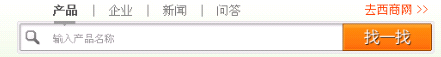 产品 | 企业 | 新闻 | 问答 去西商网 >>
输入产品名称 找一找